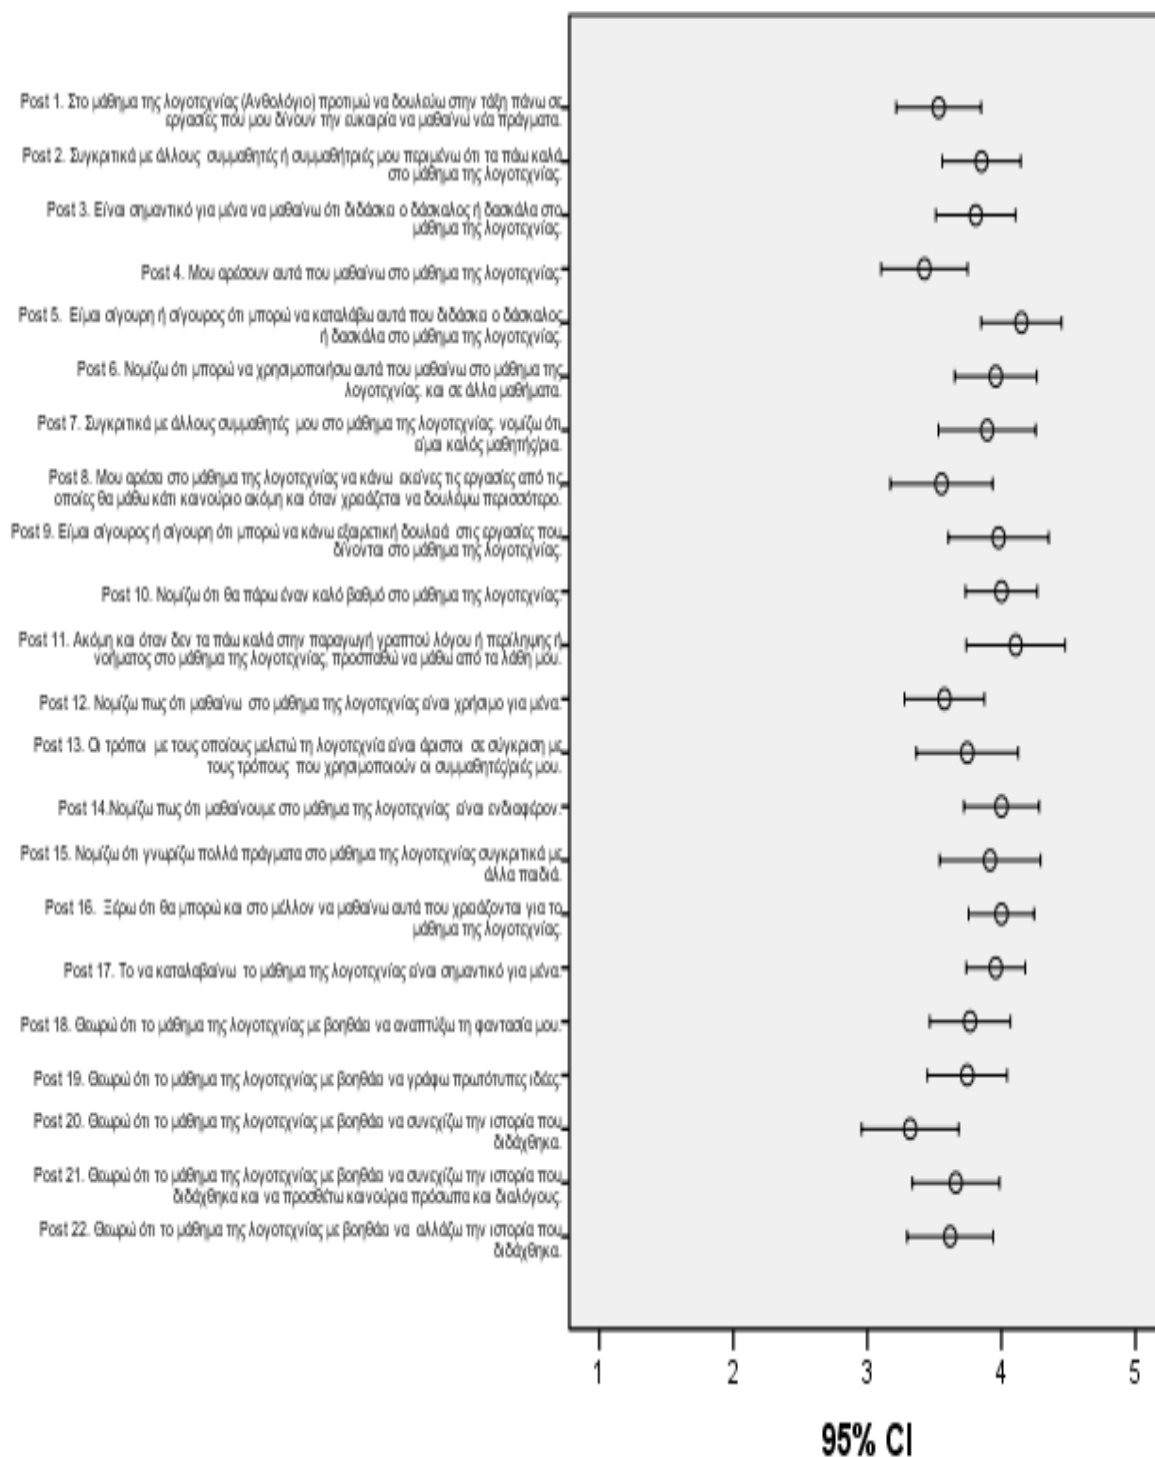 Post 1. Στο μάθημα της λογοτεχνίας (Ανθολόγιο) προτιμώ να δουλεύω στην τάξη πάνω σε
εργασίες που μου δίνουν την ευκαιρία να μαθαίνω νέα πράγματα.
Post 2. Συγκριτικά με άλλους συμμαθητές ή συμμαθήτριές μου περιμένω ότι τα πάω καλά
στο μάθημα της λογοτεχνίας.
Post 3. Είναι σημαντικό για μένα να μαθαίνω ότι διδάσκει ο δάσκαλος ή δασκάλα στο
μάθημα της λογοτεχνίας.
Post 4. Μου αρέσουν αυτά που μαθαίνω στο μάθημα της λογοτεχνίας.
Post 5. Είμαι σίγουρη ή σίγουρος ότι μπορώ να καταλάβω αυτά που διδάσκει ο δάσκαλος
ή δασκάλα στο μάθημα της λογοτεχνίας.
Post 6. Νομίζω ότι μπορώ να χρησιμοποιήσω αυτά που μαθαίνω στο μάθημα της
λογοτεχνίας. και σε άλλα μαθήματα.
Post 7. Συγκριτικά με άλλους συμμαθητές μου στο μάθημα της λογοτεχνίας. νομίζω ότι
είμαι καλός μαθητής/ρια.
Post 8. Μου αρέσει στο μάθημα της λογοτεχνίας να κάνω εκείνες τις εργασίες από τις
οποίες θα μάθω κάτι καινούριο ακόμη και όταν χρειάζεται να δουλέψω περισσότερο.
Post 9. Είμαι σίγουρος ή σίγουρη ότι μπορώ να κάνω εξαιρετική δουλειά στις εργασίες που
δίνονται στο μάθημα της λογοτεχνίας.
Post 10. Νομίζω ότι θα πάρω έναν καλό βαθμό στο μάθημα της λογοτεχνίας
Post 11. Ακόμη και όταν δεν τα πάω καλά στην παραγωγή γραπτού λόγου ή περίληψης ή
νοήματος στο μάθημα της λογοτεχνίας, προσπαθώ να μάθω από τα λάθη μου.
Post 12. Νομίζω πως ότι μαθαίνω στο μάθημα της λογοτεχνίας είναι χρήσιμο για μένα.
Post 13. Οι τρόποι με τους οποίους μελετώ τη λογοτεχνία είναι άριστοι σε σύγκριση με
τους τρόπους που χρησιμοποιούν οι συμμαθητές/ριές μου.
Post 14.Νομίζω πως ότι μαθαίνουμε στο μάθημα της λογοτεχνίας είναι ενδιαφέρον.
Post 15. Νομίζω ότι γνωρίζω πολλά πράγματα στο μάθημα της λογοτεχνίας συγκριτικά με
άλλα παιδιά.
Post 16. Ξέρω ότι θα μπορώ και στο μέλλον να μαθαίνω αυτά που χρειάζονται για το
μάθημα της λογοτεχνίας.
Post 17. Το να καταλαβαίνω το μάθημα της λογοτεχνίας είναι σημαντικό για μένα.
Post 18. Θεωρώ ότι το μάθημα της λογοτεχνίας με βοηθάει να αναπτύξω τη φαντασία μου.
Post 19. Θεωρώ ότι το μάθημα της λογοτεχνίας με βοηθάει να γράφω πρωτότυπες ιδέες.
Post 20. Θεωρώ ότι το μάθημα της λογοτεχνίας με βοηθάει να συνεχίζω την ιστορία που
διδάχθηκα.
Post 21. Θεωρώ ότι το μάθημα της λογοτεχνίας με βοηθάει να συνεχίζω την ιστορία που
διδάχθηκα και να προσθέτω καινούρια πρόσωπα και διαλόγους.
Post 22. Θεωρώ ότι το μάθημα της λογοτεχνίας με βοηθάει να αλλάζω την ιστορία που
διδάχθηκα.
1 2 3 4 5
95% CI